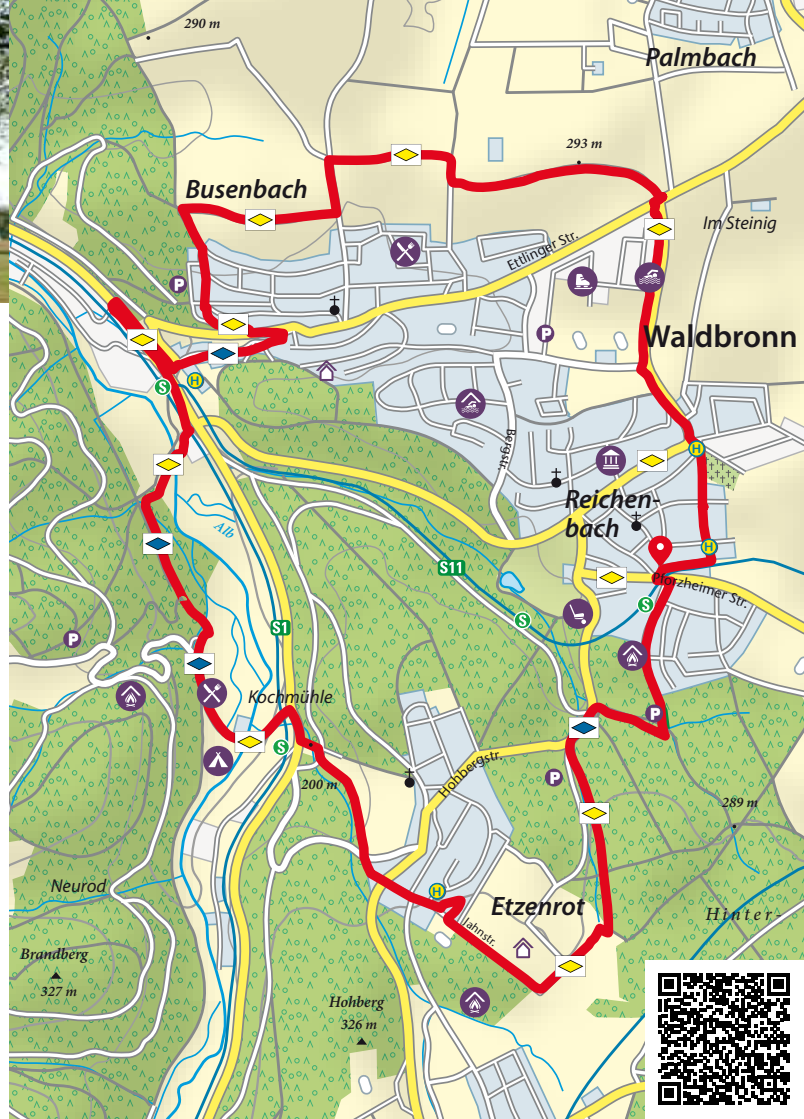 290 m
Palmbach
293 m
Busenbach
Im Steinig
Ettlinger Str.
P
P
Waldbronn
S
H
Bergstr.
H
Reichen-
bach
Alb
H
S11
Pforzheimer Str.
S
S
S1
P
Kochmühle
P
S
Hohbergstr.
P
200 m
289 m
Neurod
H
Etzenrot
Jahnstr.
Hinter-
Brandberg
327 m
Hohberg
326 m